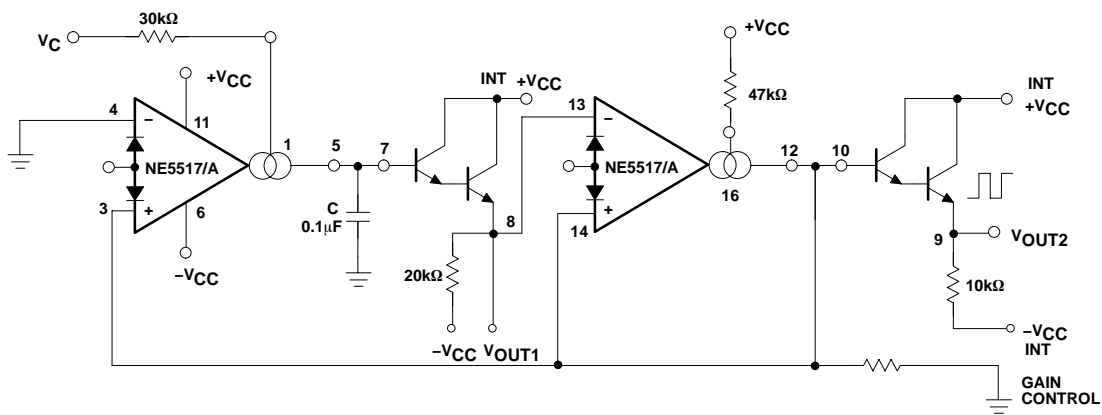 30kΩ
VC
+VCC
4
−
11
1
NE5517/A
3
+
6
−VCC
5
7
C
0.1µF
INT
+VCC
8
20kΩ
−VCC
VOUT1
13
−
NE5517/A
+
14
+VCC
47kΩ
16
12
10
INT
+VCC
9
VOUT2
10kΩ
−VCC
INT
GAIN
CONTROL